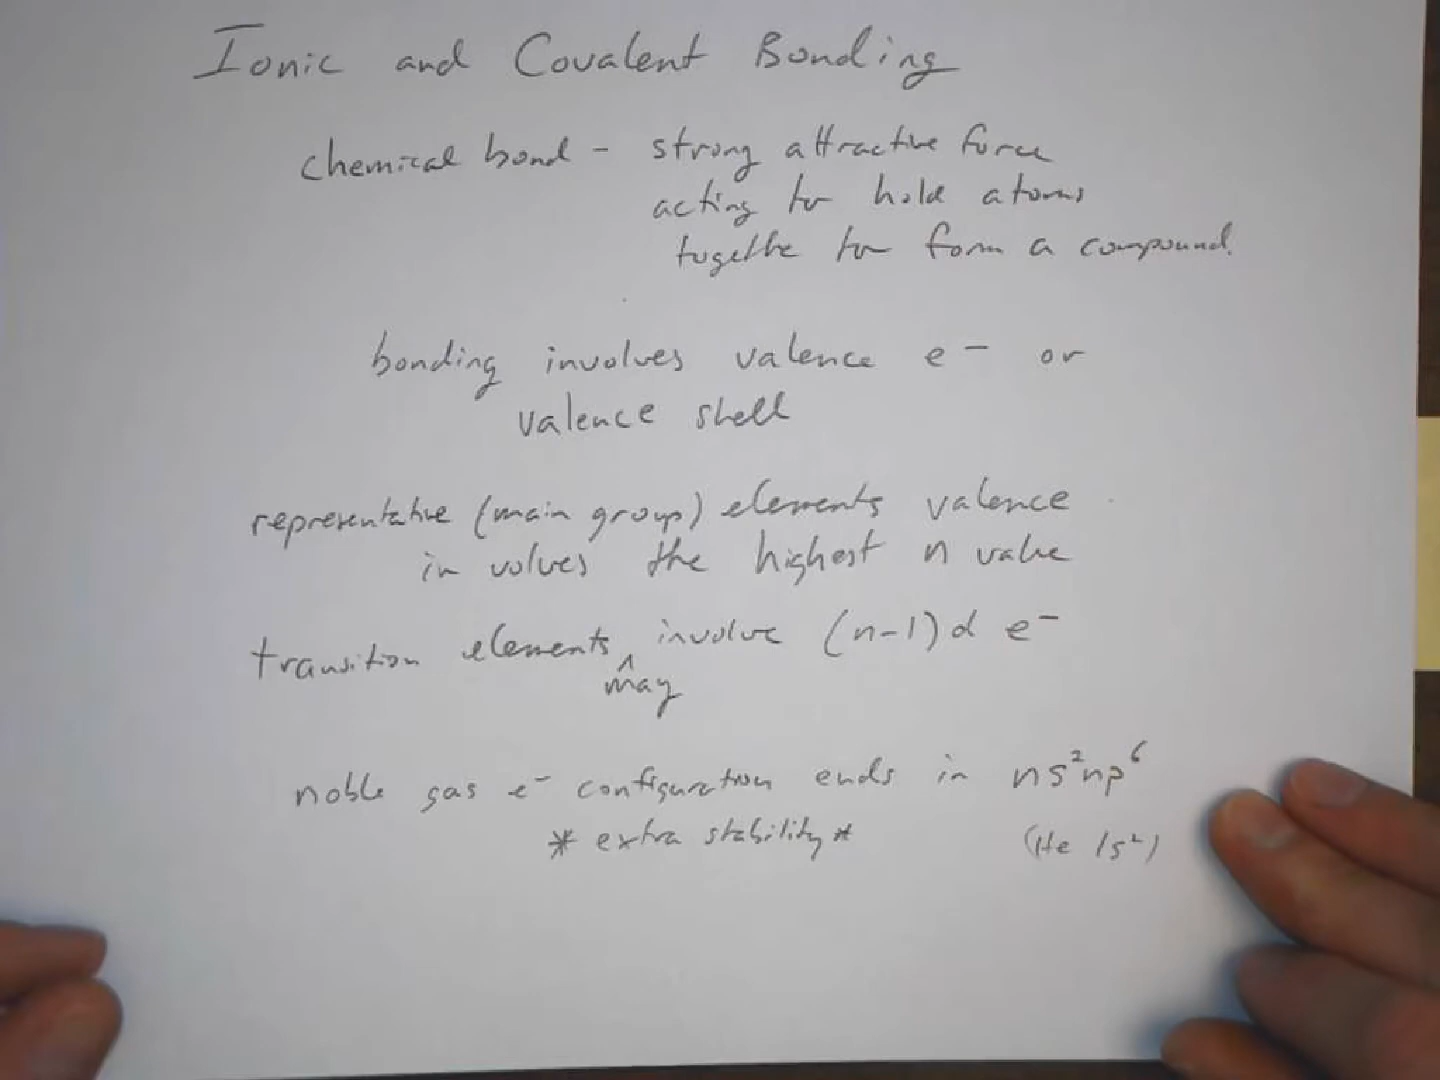 Ionic and Covalent Bonding
chemical bond - strong attractive force
acting to hold atoms
together to form a compound.
bonding involves valence e⁻ or
valence shell
representative (main group) elements valence
involves the highest n value
transition elements ^ involve (n-1)d e⁻
may
noble gas e⁻ configuration ends in ns²np⁶
* extra stability * (He 1s²)